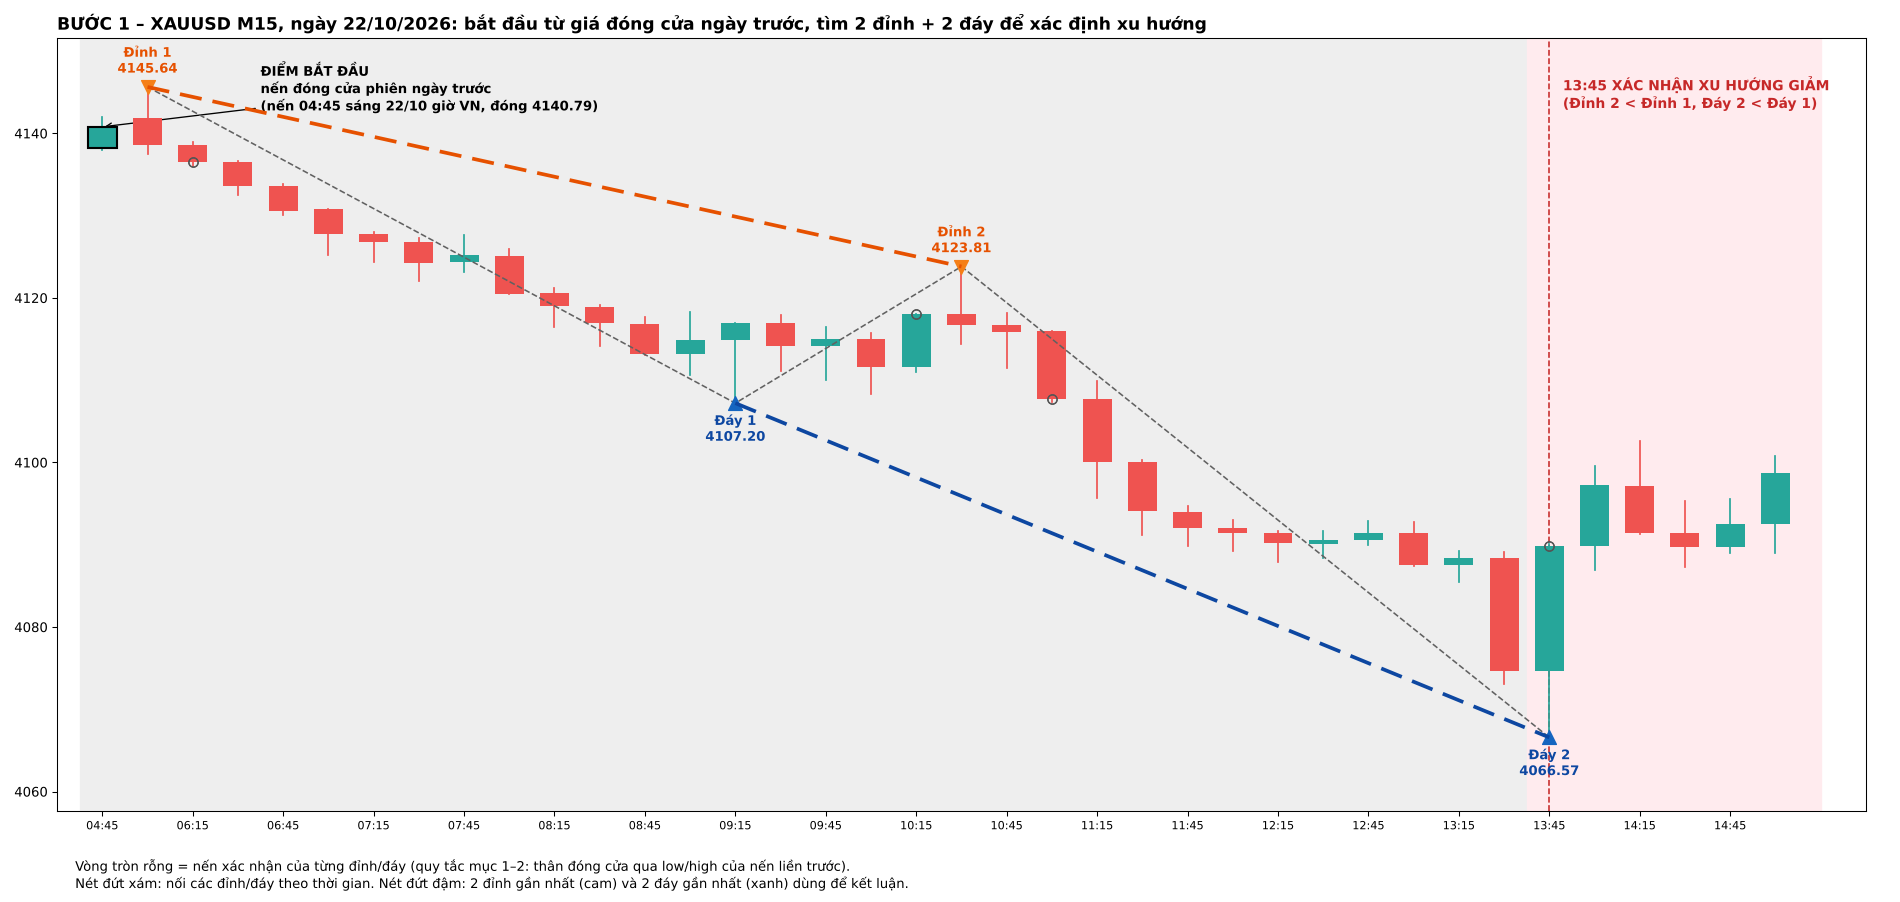 BƯỚC 1 – XAUUSD M15, ngày 22/10/2026: bắt đầu từ giá đóng cửa ngày trước, tìm 2 đỉnh + 2 đáy để xác định xu hướng
Đỉnh 1
4145.64
ĐIỂM BẮT ĐẦU
nến đóng cửa phiên ngày trước
(nến 04:45 sáng 22/10 giờ VN, đóng 4140.79)
13:45 XÁC NHẬN XU HƯỚNG GIẢM
(Đỉnh 2 < Đỉnh 1, Đáy 2 < Đáy 1)
Đỉnh 2
4123.81
Đáy 1
4107.20
Đáy 2
4066.57
4140
4120
4100
4080
4060
04:45 06:15 06:45 07:15 07:45 08:15 08:45 09:15 09:45 10:15 10:45 11:15 11:45 12:15 12:45 13:15 13:45 14:15 14:45
Vòng tròn rỗng = nến xác nhận của từng đỉnh/đáy (quy tắc mục 1–2: thân đóng cửa qua low/high của nến liền trước).
Nét đứt xám: nối các đỉnh/đáy theo thời gian. Nét đứt đậm: 2 đỉnh gần nhất (cam) và 2 đáy gần nhất (xanh) dùng để kết luận.